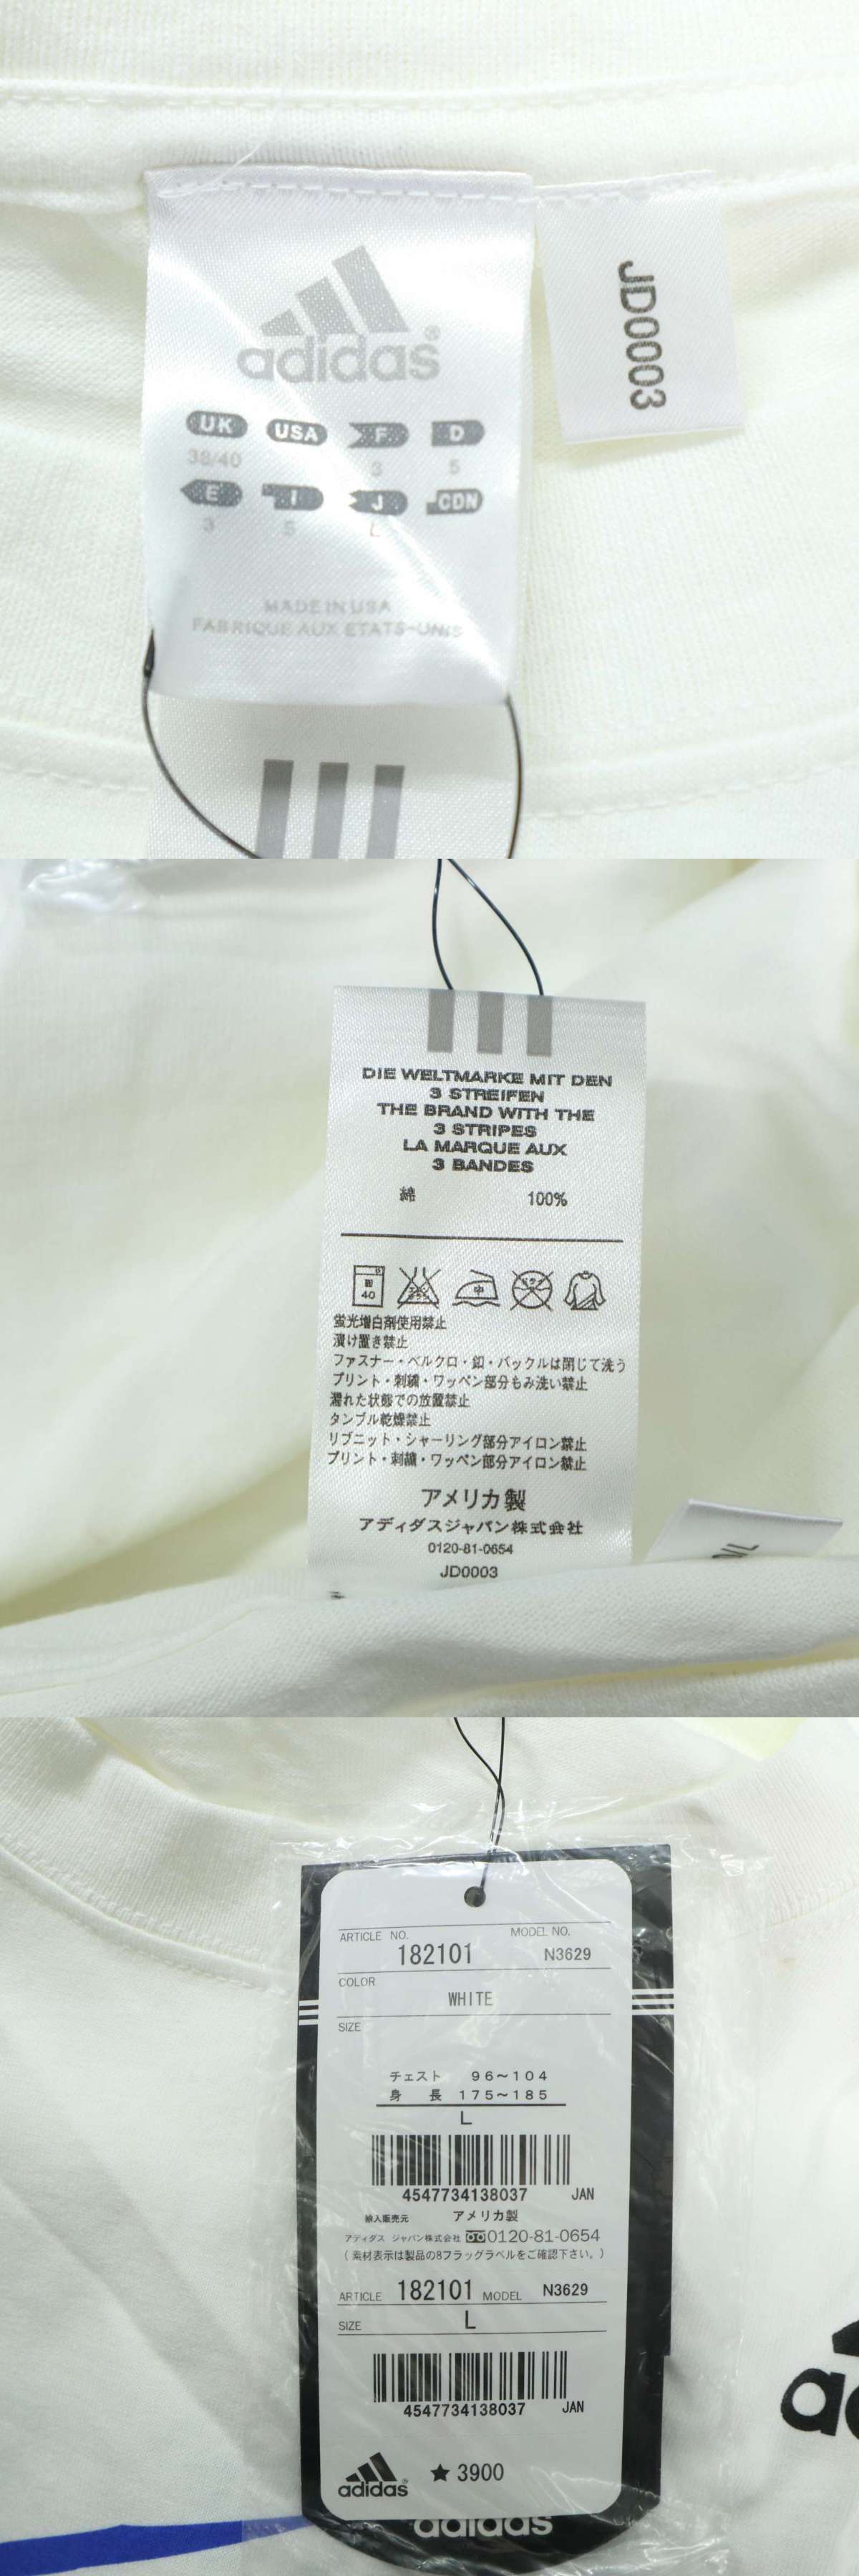 adidas®
UK USA F D
38/40 3 5
E I J CDN
3 5 L
MADE IN USA
FABRIQUE AUX ETATS-UNIS
JD0003
DIE WELTMARKE MIT DEN
3 STREIFEN
THE BRAND WITH THE
3 STRIPES
LA MARQUE AUX
3 BANDES
綿 100%
40 中 ドライ
蛍光増白剤使用禁止
漬け置き禁止
ファスナー・ベルクロ・釦・バックルは閉じて洗う
プリント・刺繍・ワッペン部分もみ洗い禁止
濡れた状態での放置禁止
タンブル乾燥禁止
リブニット・シャーリング部分アイロン禁止
プリント・刺繍・ワッペン部分アイロン禁止
アメリカ製
アディダスジャパン株式会社
0120-81-0654
JD0003
ARTICLE NO. MODEL NO.
182101 N3629
COLOR
WHITE
SIZE
チェスト 96～104
身 長 175～185
L
4547734138037 JAN
輸入販売元 アメリカ製
アディダス ジャパン株式会社 0120-81-0654
(素材表示は製品の8フラッグラベルをご確認下さい。)
ARTICLE 182101 MODEL N3629
SIZE L
4547734138037 JAN
adidas ★3900
adidas